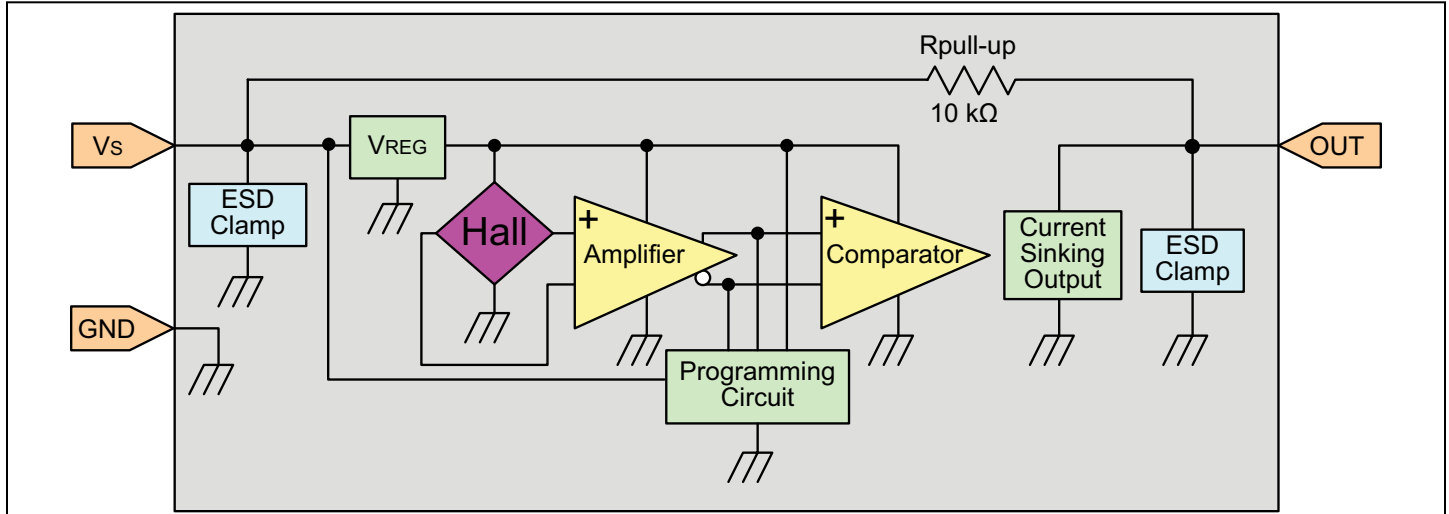 Rpull-up
10 kΩ
Vs
VREG
OUT
ESD
Clamp
Hall
+
Amplifier
+
Comparator
Current
Sinking
Output
ESD
Clamp
GND
Programming
Circuit